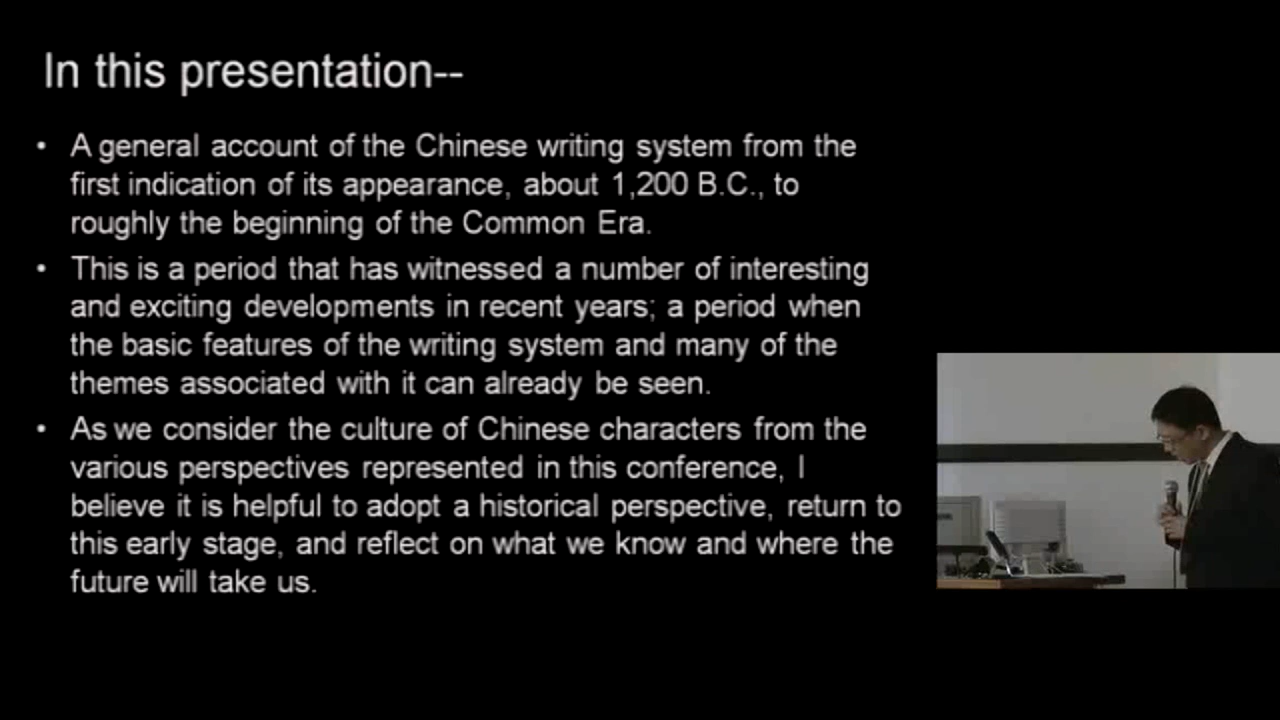 In this presentation--
• A general account of the Chinese writing system from the
first indication of its appearance, about 1,200 B.C., to
roughly the beginning of the Common Era.
• This is a period that has witnessed a number of interesting
and exciting developments in recent years; a period when
the basic features of the writing system and many of the
themes associated with it can already be seen.
• As we consider the culture of Chinese characters from the
various perspectives represented in this conference, I
believe it is helpful to adopt a historical perspective, return to
this early stage, and reflect on what we know and where the
future will take us.